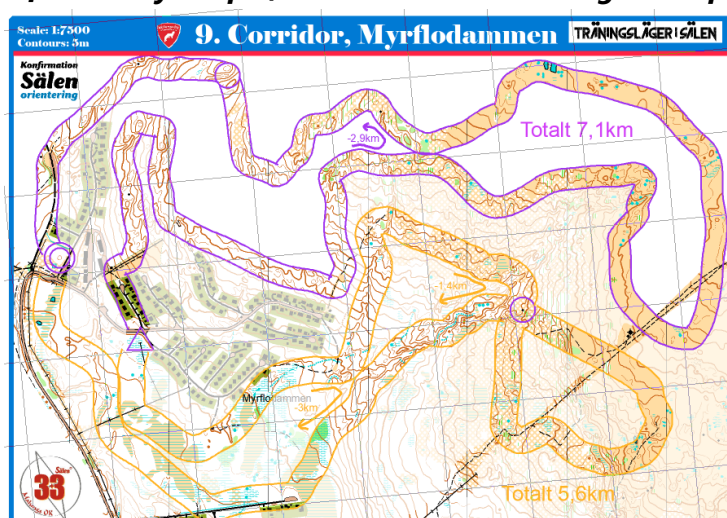 Scale: 1:7500
Contours: 5m
9. Corridor, Myrflodammen
TRÄNINGSLÄGER I SÄLEN
Konfirmation
Sälen
orientering
-2,9km
Totalt 7,1km
-1,4km
Myrflodammen
-3km
Totalt 5,6km
Sälen
33